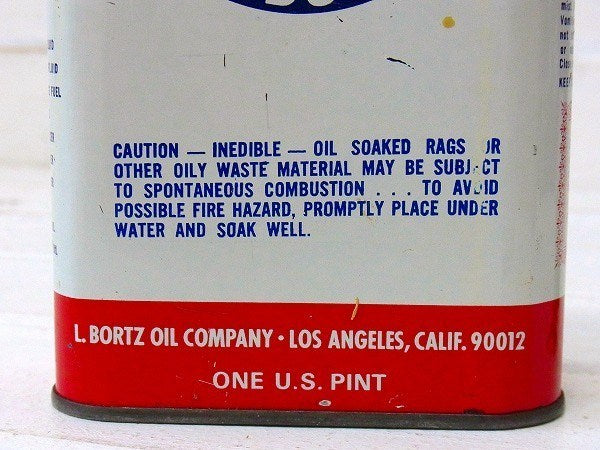 CAUTION — INEDIBLE — OIL SOAKED RAGS OR
OTHER OILY WASTE MATERIAL MAY BE SUBJECT
TO SPONTANEOUS COMBUSTION . . . TO AVOID
POSSIBLE FIRE HAZARD, PROMPTLY PLACE UNDER
WATER AND SOAK WELL.
L. BORTZ OIL COMPANY · LOS ANGELES, CALIF. 90012
ONE U.S. PINT